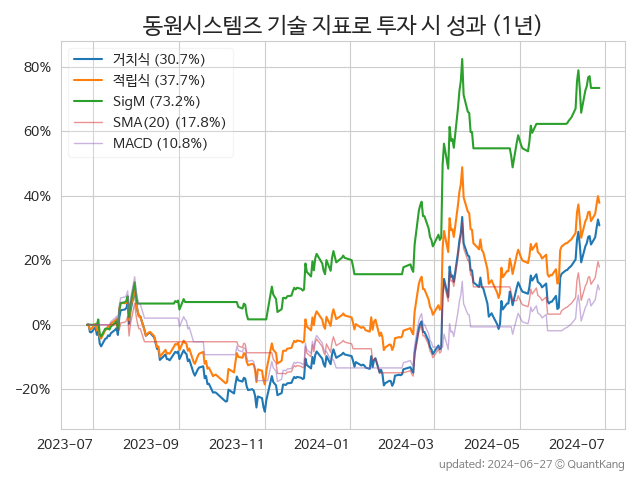 동원시스템즈 기술 지표로 투자 시 성과 (1년)
거치식 (30.7%)
적립식 (37.7%)
SigM (73.2%)
SMA(20) (17.8%)
MACD (10.8%)
80%
60%
40%
20%
0%
−20%
2023-07 2023-09 2023-11 2024-01 2024-03 2024-05 2024-07
updated: 2024-06-27 © QuantKang